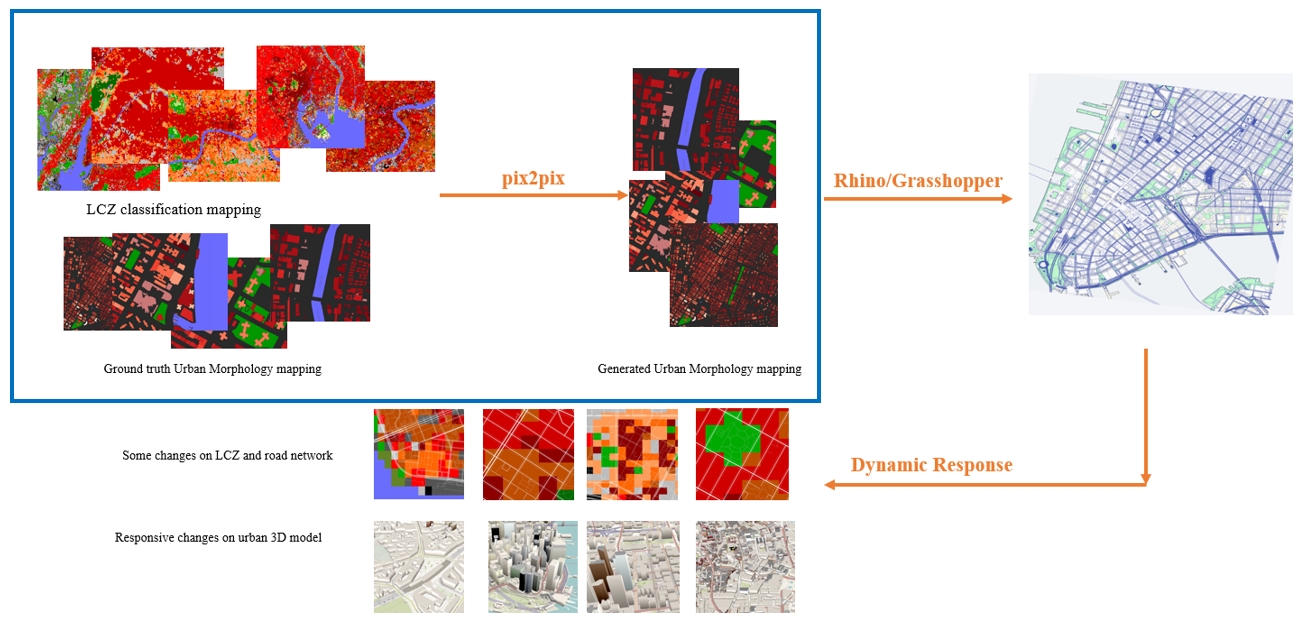 LCZ classification mapping
pix2pix
Rhino/Grasshopper
Ground truth Urban Morphology mapping
Generated Urban Morphology mapping
Some changes on LCZ and road network
Dynamic Response
Responsive changes on urban 3D model